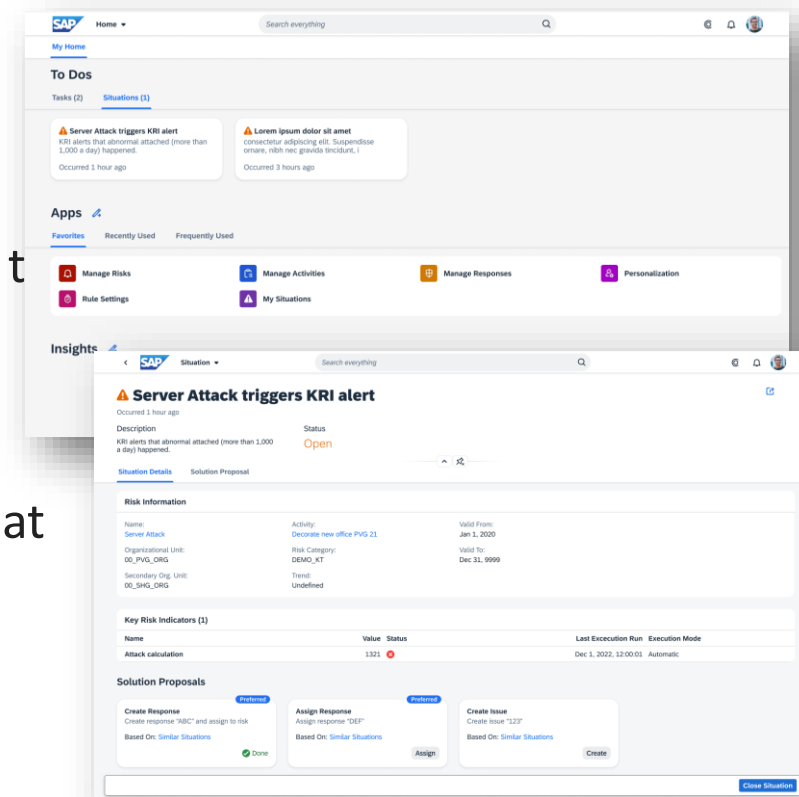 SAP Home
Search everything
My Home
To Dos
Tasks (2) Situations (1)
Server Attack triggers KRI alert
KRI alerts that abnormal attached (more than
1,000 a day) happened.
Occurred 1 hour ago
Lorem ipsum dolor sit amet
consectetur adipiscing elit. Suspendisse
ornare, nibh nec gravida tincidunt, i
Occurred 3 hours ago
Apps
Favorites Recently Used Frequently Used
t
Manage Risks Manage Activities Manage Responses Personalization
Rule Settings My Situations
Insights
SAP Situation
Search everything
Server Attack triggers KRI alert
Occurred 1 hour ago
Description Status
KRI alerts that abnormal attached (more than 1,000
a day) happened.
Open
Situation Details Solution Proposal
at
Risk Information
Name: Activity: Valid From:
Server Attack Decorate new office PVG 21 Jan 1, 2020
Organizational Unit: Risk Category: Valid To:
00_PVG_ORG DEMO_KT Dec 31, 9999
Secondary Org. Unit: Trend:
00_SHG_ORG Undefined
Key Risk Indicators (1)
Name Value Status Last Excecution Run Execution Mode
Attack calculation 1321 Dec 1, 2022, 12:00:01 Automatic
Solution Proposals
Preferred
Create Response
Create response "ABC" and assign to risk
Based On: Similar Situations
Done
Preferred
Assign Response
Assign response "DEF"
Based On: Similar Situations
Assign
Create Issue
Create issue "123"
Based On: Similar Situations
Create
Close Situation